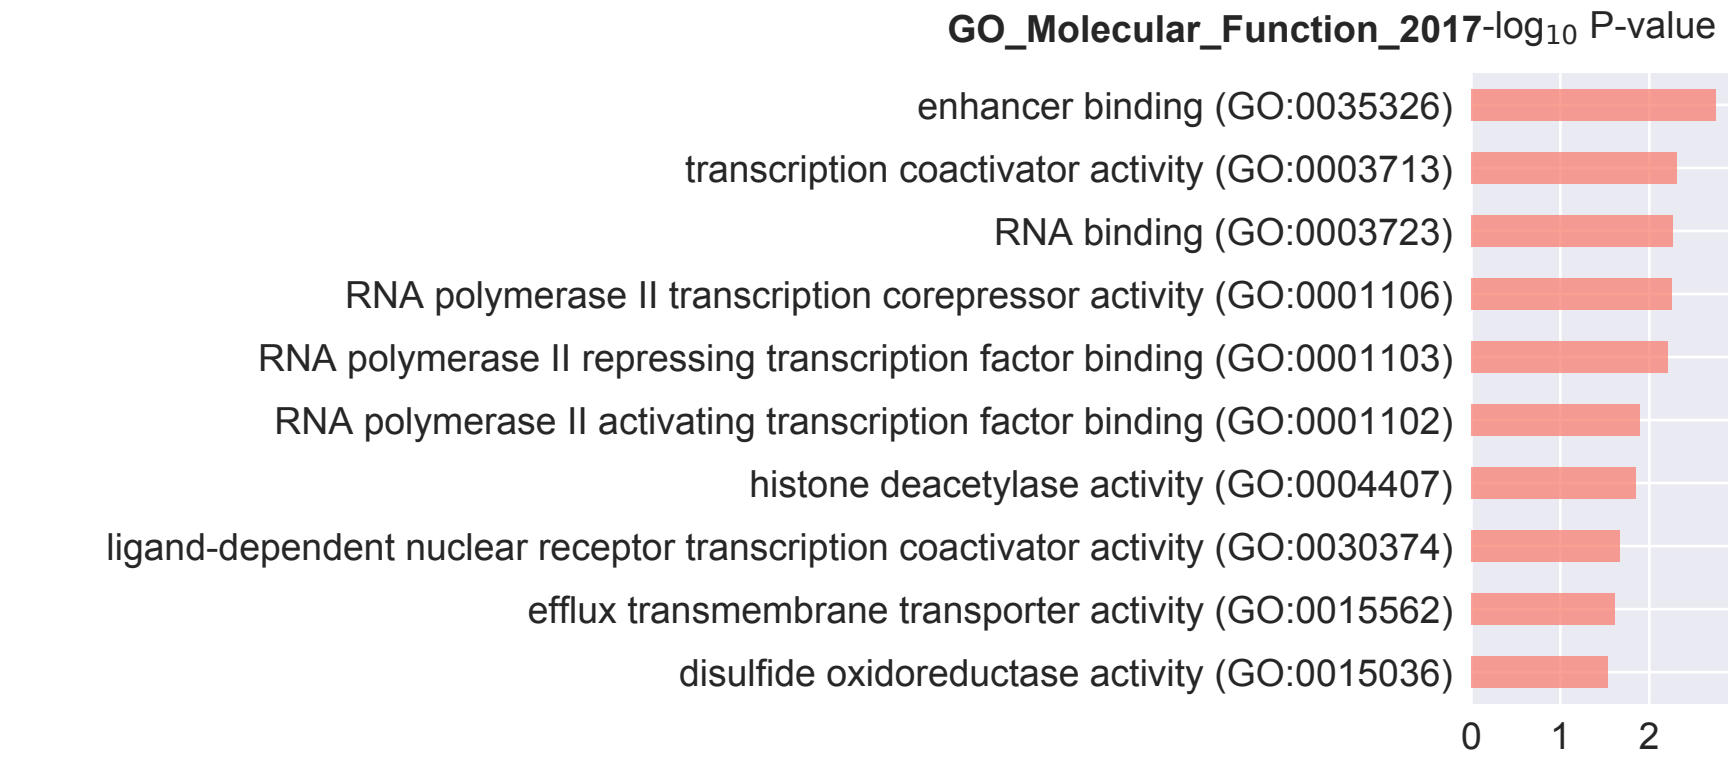 GO_Molecular_Function_2017-log₁₀ P-value
enhancer binding (GO:0035326)
transcription coactivator activity (GO:0003713)
RNA binding (GO:0003723)
RNA polymerase II transcription corepressor activity (GO:0001106)
RNA polymerase II repressing transcription factor binding (GO:0001103)
RNA polymerase II activating transcription factor binding (GO:0001102)
histone deacetylase activity (GO:0004407)
ligand-dependent nuclear receptor transcription coactivator activity (GO:0030374)
efflux transmembrane transporter activity (GO:0015562)
disulfide oxidoreductase activity (GO:0015036)
0 1 2